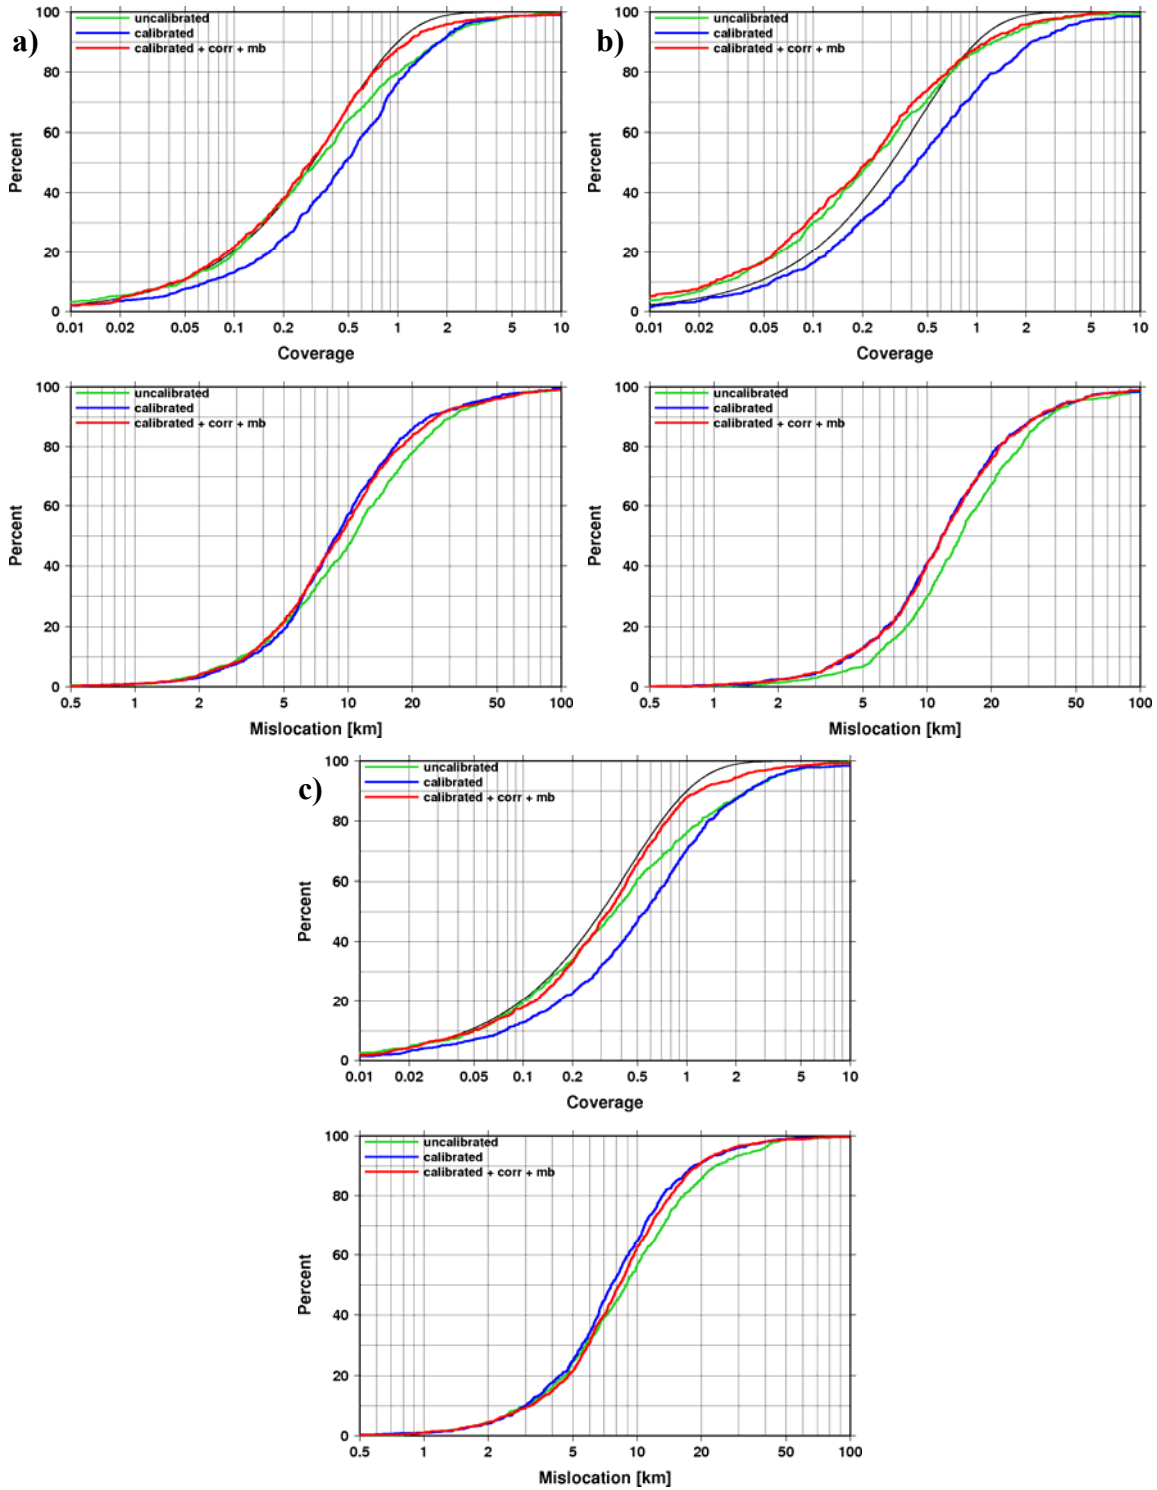 a)
100
80
60
40
20
0
Percent
uncalibrated
calibrated
calibrated + corr + mb
0.01 0.02 0.05 0.1 0.2 0.5 1 2 5 10
Coverage
b)
100
80
60
40
20
0
Percent
uncalibrated
calibrated
calibrated + corr + mb
0.01 0.02 0.05 0.1 0.2 0.5 1 2 5 10
Coverage
100
80
60
40
20
0
Percent
uncalibrated
calibrated
calibrated + corr + mb
0.5 1 2 5 10 20 50 100
Mislocation [km]
100
80
60
40
20
0
Percent
uncalibrated
calibrated
calibrated + corr + mb
0.5 1 2 5 10 20 50 100
Mislocation [km]
c)
100
80
60
40
20
0
Percent
uncalibrated
calibrated
calibrated + corr + mb
0.01 0.02 0.05 0.1 0.2 0.5 1 2 5 10
Coverage
100
80
60
40
20
0
Percent
uncalibrated
calibrated
calibrated + corr + mb
0.5 1 2 5 10 20 50 100
Mislocation [km]